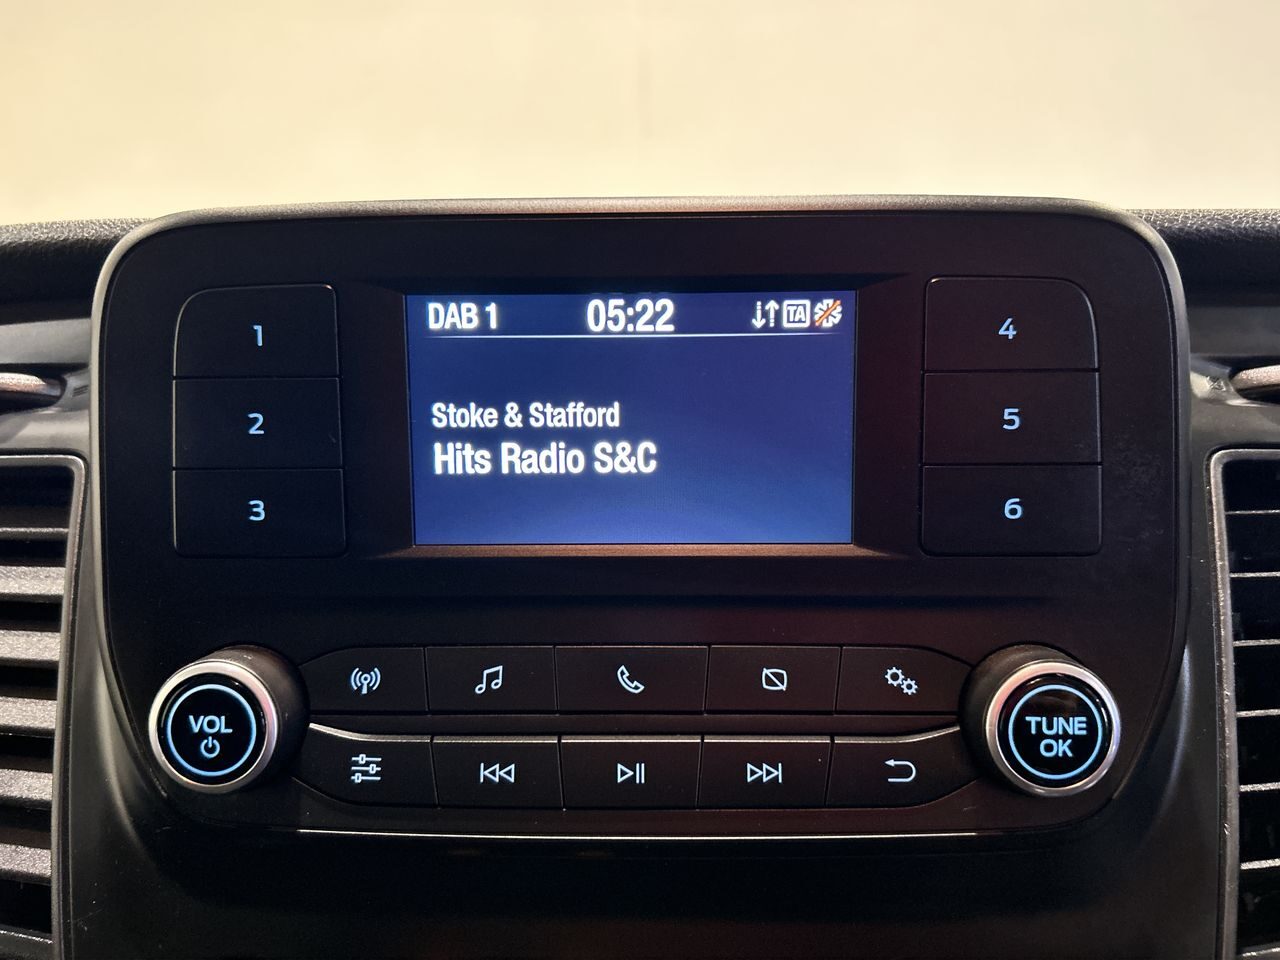 DAB 1 05:22 TA
Stoke & Stafford
Hits Radio S&C
1
2
3
4
5
6
VOL
TUNE
OK